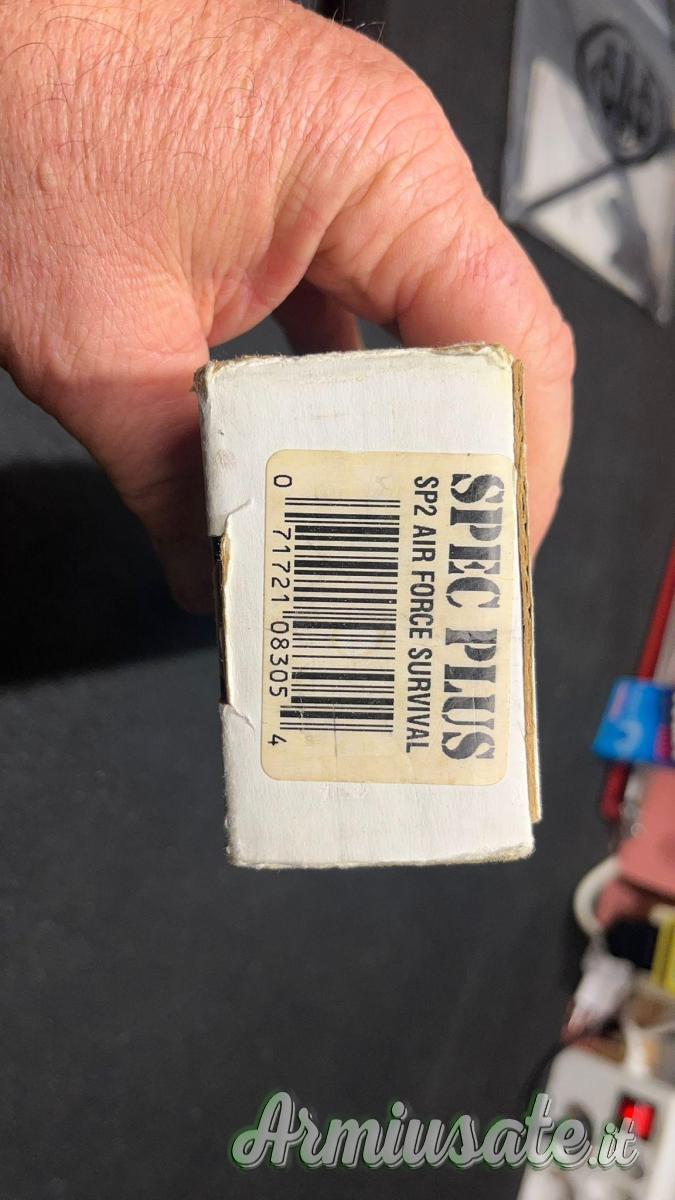 SPEC PLUS
SP2 AIR FORCE SURVIVAL
0 71721 08305 4
Armiusate.it